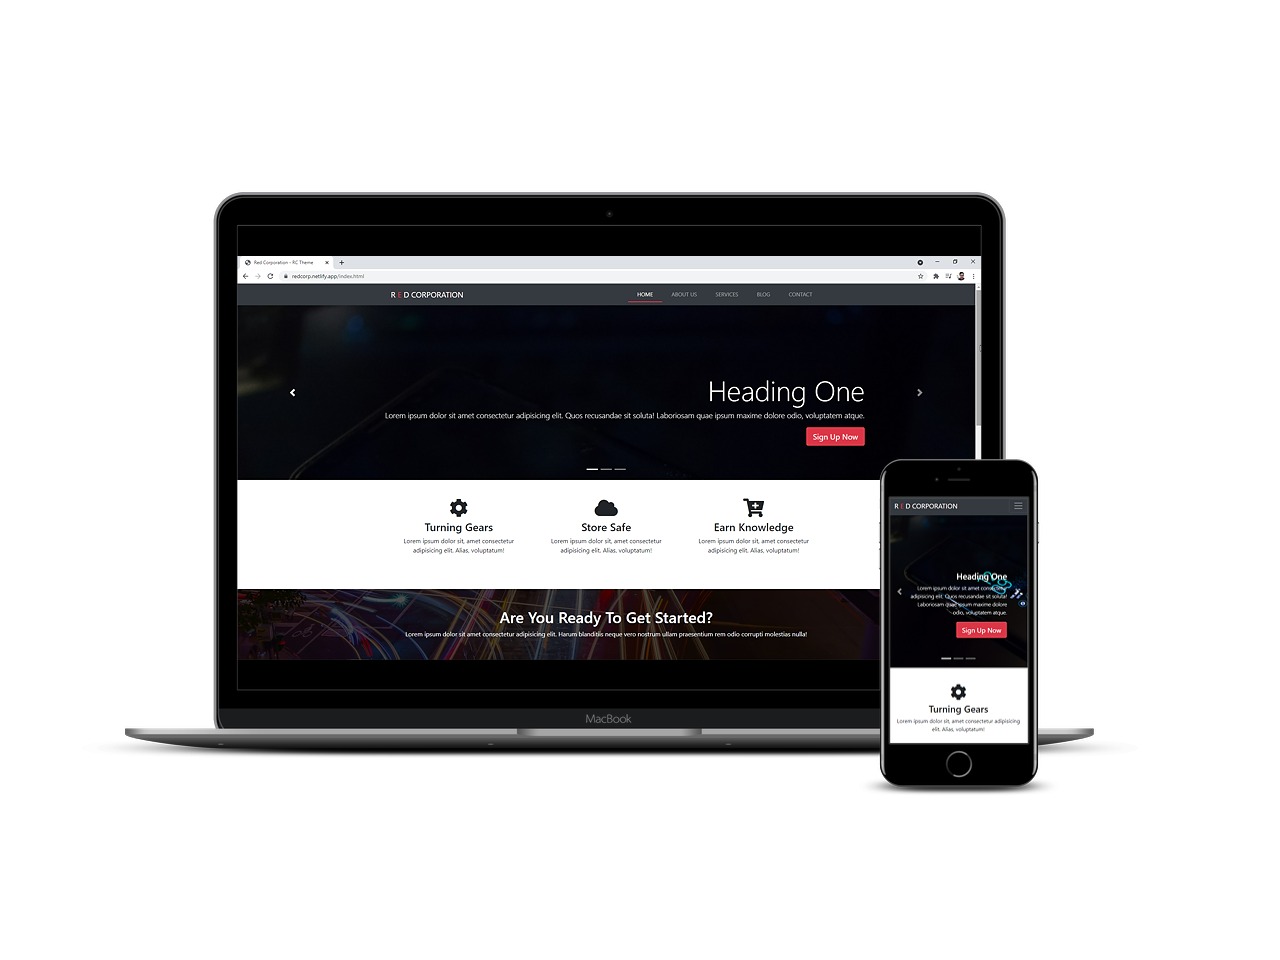 Red Corporation - RC Theme
redcorp.netlify.app/index.html
RED CORPORATION
HOME ABOUT US SERVICES BLOG CONTACT
Heading One
Lorem ipsum dolor sit amet consectetur adipisicing elit. Quos recusandae sit soluta! Laboriosam quae ipsum maxime dolore odio, voluptatem atque.
Sign Up Now
Turning Gears
Lorem ipsum dolor sit, amet consectetur
adipisicing elit. Alias, voluptatum!
Store Safe
Lorem ipsum dolor sit, amet consectetur
adipisicing elit. Alias, voluptatum!
Earn Knowledge
Lorem ipsum dolor sit, amet consectetur
adipisicing elit. Alias, voluptatum!
Are You Ready To Get Started?
Lorem ipsum dolor sit amet consectetur adipisicing elit. Harum blanditiis neque vero nostrum ullam praesentium rem odio corrupti molestias nulla!
MacBook
RED CORPORATION
Heading One
Lorem ipsum dolor sit amet consectetur
adipisicing elit. Quos recusandae sit soluta!
Laboriosam quae ipsum maxime dolore
odio, voluptatem atque.
Sign Up Now
Turning Gears
Lorem ipsum dolor sit, amet consectetur adipisicing
elit. Alias, voluptatum!